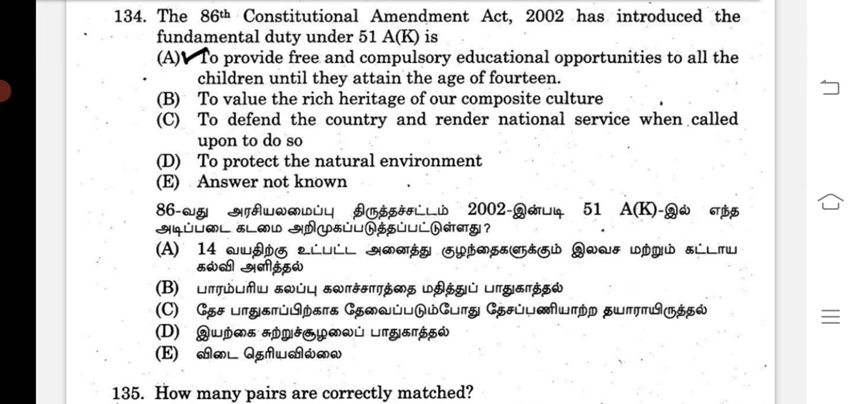 134. The 86th Constitutional Amendment Act, 2002 has introduced the
fundamental duty under 51 A(K) is
(A) To provide free and compulsory educational opportunities to all the
children until they attain the age of fourteen.
(B) To value the rich heritage of our composite culture
(C) To defend the country and render national service when called
upon to do so
(D) To protect the natural environment
(E) Answer not known
86-வது அரசியலமைப்பு திருத்தச்சட்டம் 2002-இன்படி 51 A(K)-இல் எந்த
அடிப்படை கடமை அறிமுகப்படுத்தப்பட்டுள்ளது?
(A) 14 வயதிற்கு உட்பட்ட அனைத்து குழந்தைகளுக்கும் இலவச மற்றும் கட்டாய
கல்வி அளித்தல்
(B) பாரம்பரிய கலப்பு கலாச்சாரத்தை மதித்துப் பாதுகாத்தல்
(C) தேச பாதுகாப்பிற்காக தேவைப்படும்போது தேசப்பணியாற்ற தயாராயிருத்தல்
(D) இயற்கை சுற்றுச்சூழலைப் பாதுகாத்தல்
(E) விடை தெரியவில்லை
135. How many pairs are correctly matched?